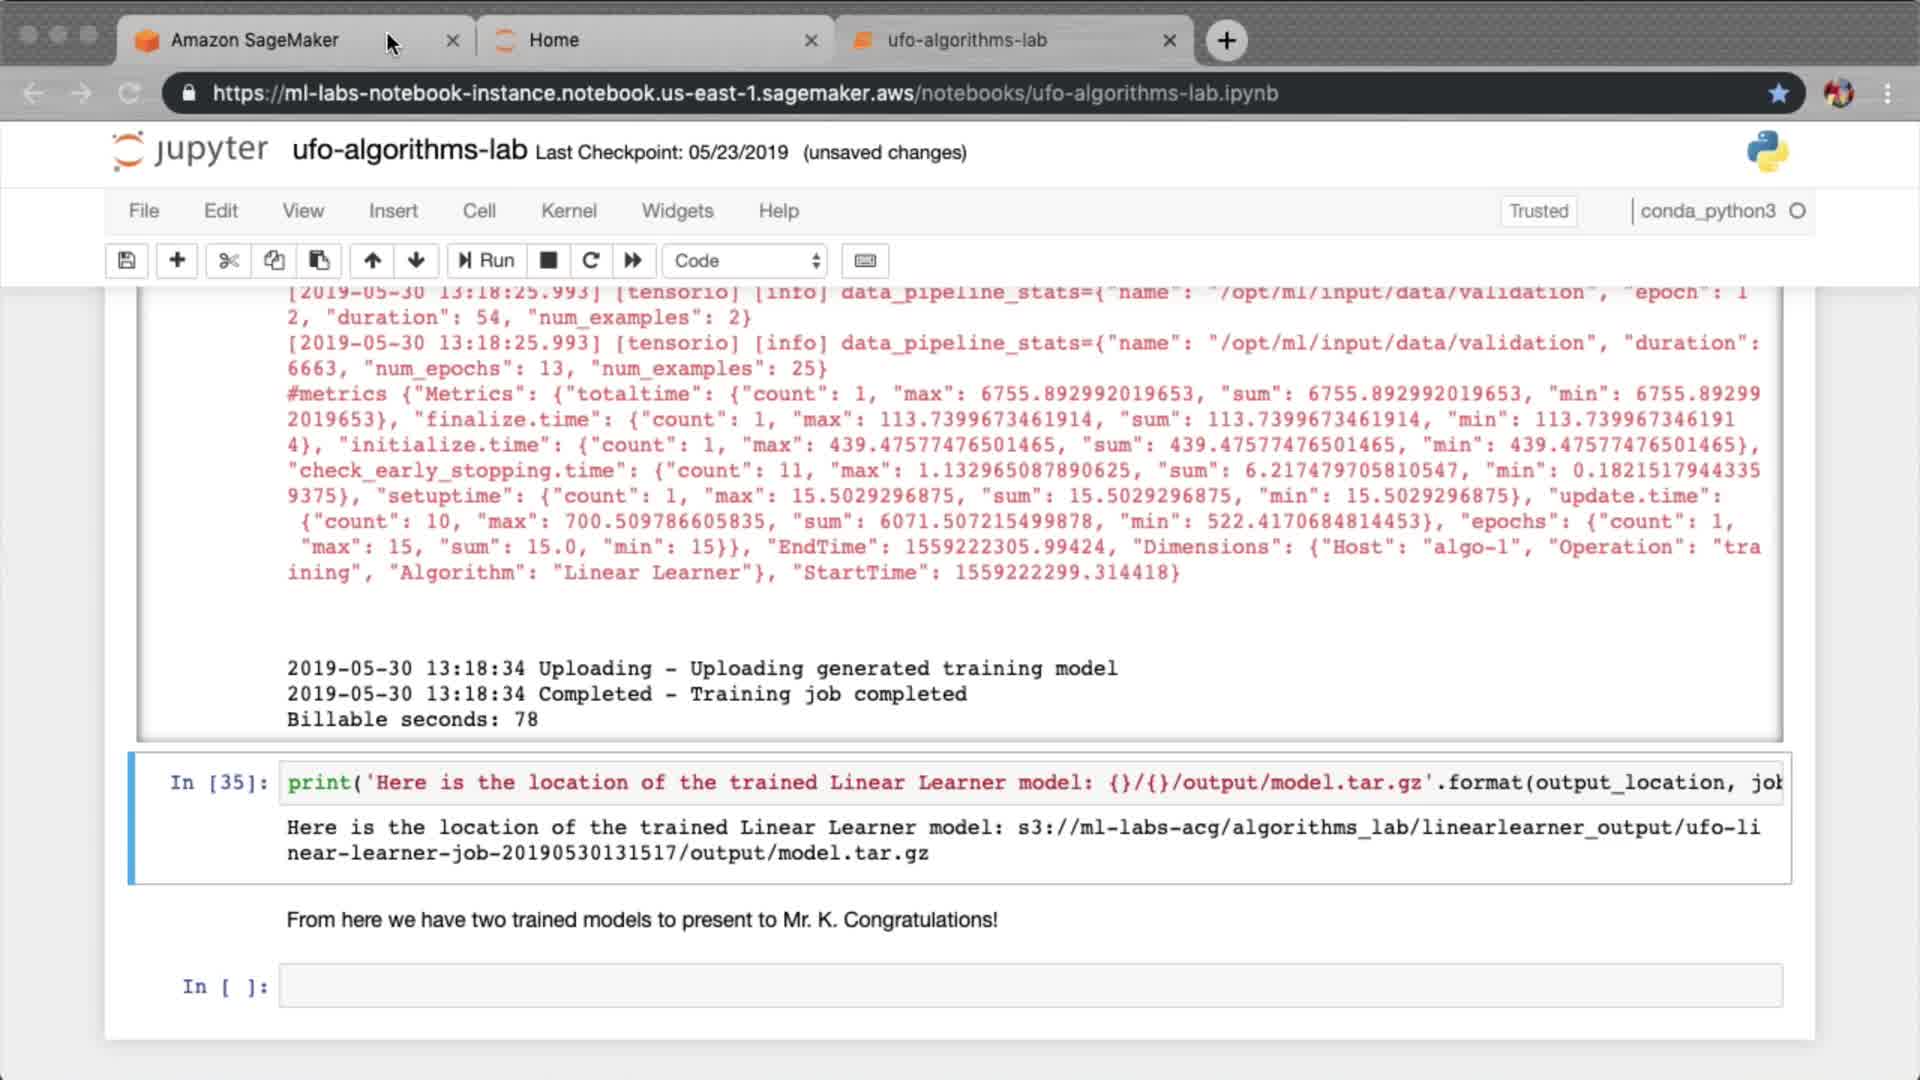 Amazon SageMaker
Home
ufo-algorithms-lab
https://ml-labs-notebook-instance.notebook.us-east-1.sagemaker.aws/notebooks/ufo-algorithms-lab.ipynb
jupyter ufo-algorithms-lab Last Checkpoint: 05/23/2019 (unsaved changes)
File Edit View Insert Cell Kernel Widgets Help Trusted conda_python3
Run Code
[2019-05-30 13:18:25.993] [tensorio] [info] data_pipeline_stats={"name": "/opt/ml/input/data/validation", "epoch": 1
2, "duration": 54, "num_examples": 2}
[2019-05-30 13:18:25.993] [tensorio] [info] data_pipeline_stats={"name": "/opt/ml/input/data/validation", "duration":
6663, "num_epochs": 13, "num_examples": 25}
#metrics {"Metrics": {"totaltime": {"count": 1, "max": 6755.892992019653, "sum": 6755.892992019653, "min": 6755.89299
2019653}, "finalize.time": {"count": 1, "max": 113.7399673461914, "sum": 113.7399673461914, "min": 113.739967346191
4}, "initialize.time": {"count": 1, "max": 439.47577476501465, "sum": 439.47577476501465, "min": 439.47577476501465},
"check_early_stopping.time": {"count": 11, "max": 1.132965087890625, "sum": 6.217479705810547, "min": 0.1821517944335
9375}, "setuptime": {"count": 1, "max": 15.5029296875, "sum": 15.5029296875, "min": 15.5029296875}, "update.time":
{"count": 10, "max": 700.509786605835, "sum": 6071.507215499878, "min": 522.4170684814453}, "epochs": {"count": 1,
"max": 15, "sum": 15.0, "min": 15}}, "EndTime": 1559222305.99424, "Dimensions": {"Host": "algo-1", "Operation": "tra
ining", "Algorithm": "Linear Learner"}, "StartTime": 1559222299.314418}
2019-05-30 13:18:34 Uploading - Uploading generated training model
2019-05-30 13:18:34 Completed - Training job completed
Billable seconds: 78
In [35]: print('Here is the location of the trained Linear Learner model: {}/{}/output/model.tar.gz'.format(output_location, job
Here is the location of the trained Linear Learner model: s3://ml-labs-acg/algorithms_lab/linearlearner_output/ufo-li
near-learner-job-20190530131517/output/model.tar.gz
From here we have two trained models to present to Mr. K. Congratulations!
In [ ]: